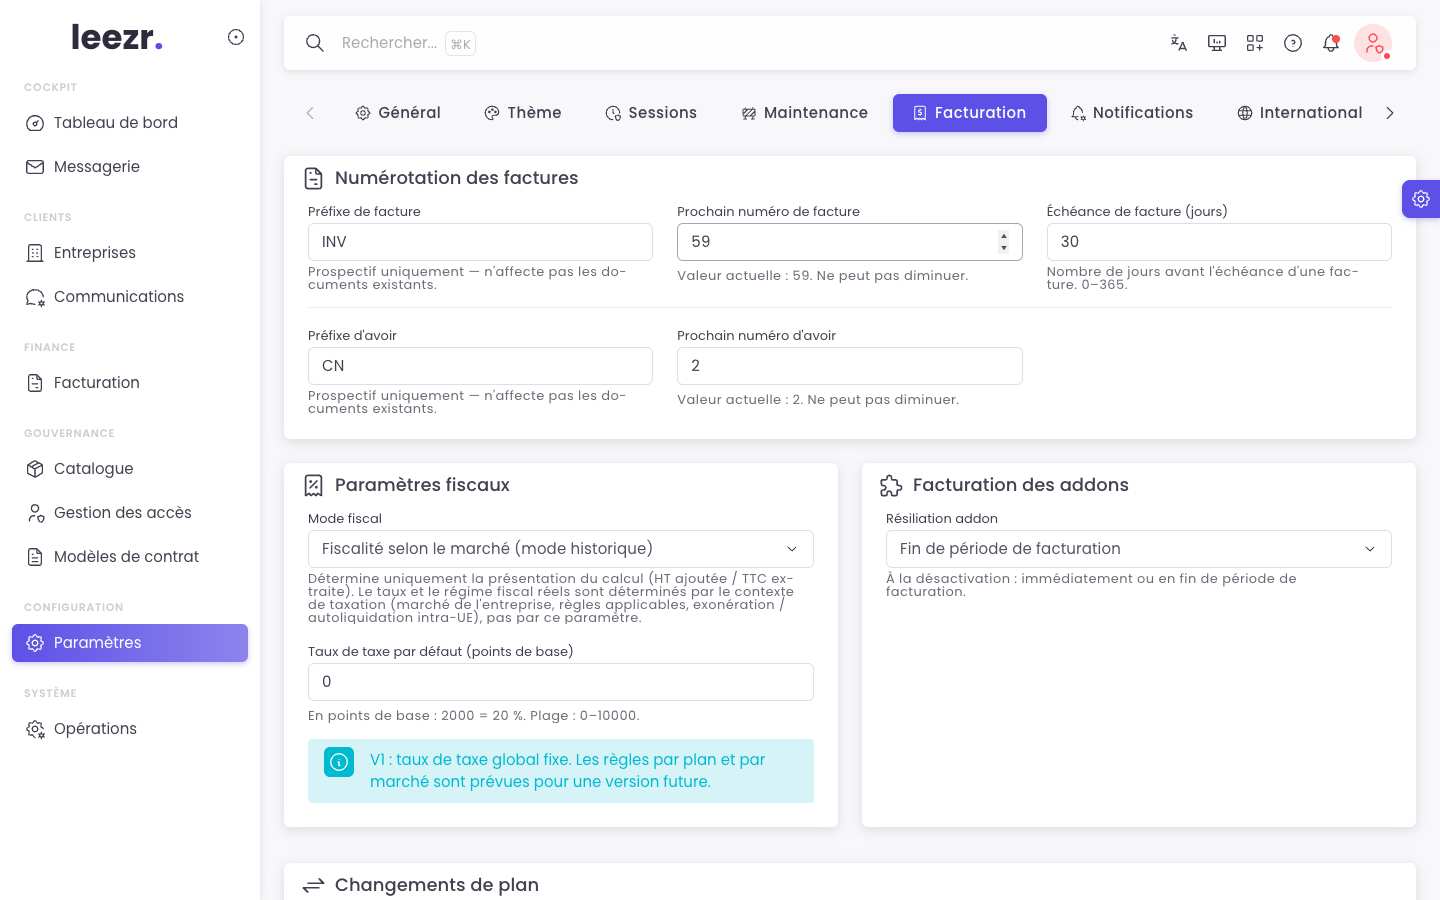 leezr.
COCKPIT
Tableau de bord
Messagerie
CLIENTS
Entreprises
Communications
FINANCE
Facturation
GOUVERNANCE
Catalogue
Gestion des accès
Modèles de contrat
CONFIGURATION
Paramètres
SYSTÈME
Opérations
Rechercher... ⌘K
Général
Thème
Sessions
Maintenance
Facturation
Notifications
International
Numérotation des factures
Préfixe de facture
INV
Prospectif uniquement — n'affecte pas les do-
cuments existants.
Prochain numéro de facture
59
Valeur actuelle : 59. Ne peut pas diminuer.
Échéance de facture (jours)
30
Nombre de jours avant l'échéance d'une fac-
ture. 0–365.
Préfixe d'avoir
CN
Prospectif uniquement — n'affecte pas les do-
cuments existants.
Prochain numéro d'avoir
2
Valeur actuelle : 2. Ne peut pas diminuer.
Paramètres fiscaux
Mode fiscal
Fiscalité selon le marché (mode historique)
Détermine uniquement la présentation du calcul (HT ajoutée / TTC ex-
traite). Le taux et le régime fiscal réels sont déterminés par le contexte
de taxation (marché de l'entreprise, règles applicables, exonération /
autoliquidation intra-UE), pas par ce paramètre.
Taux de taxe par défaut (points de base)
0
En points de base : 2000 = 20 %. Plage : 0–10000.
V1 : taux de taxe global fixe. Les règles par plan et par
marché sont prévues pour une version future.
Facturation des addons
Résiliation addon
Fin de période de facturation
À la désactivation : immédiatement ou en fin de période de
facturation.
Changements de plan